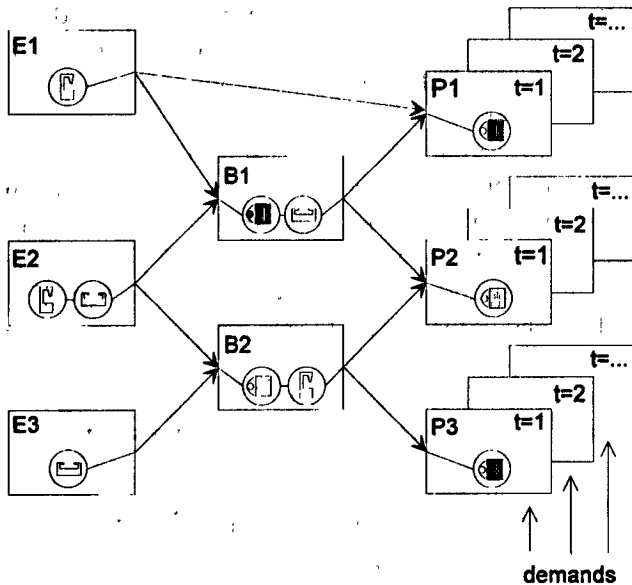 t=...
t=2
E1
P1 t=1
B1
t=...
t=2
E2
P2 t=1
B2
t=...
t=2
E3
P3 t=1
demands